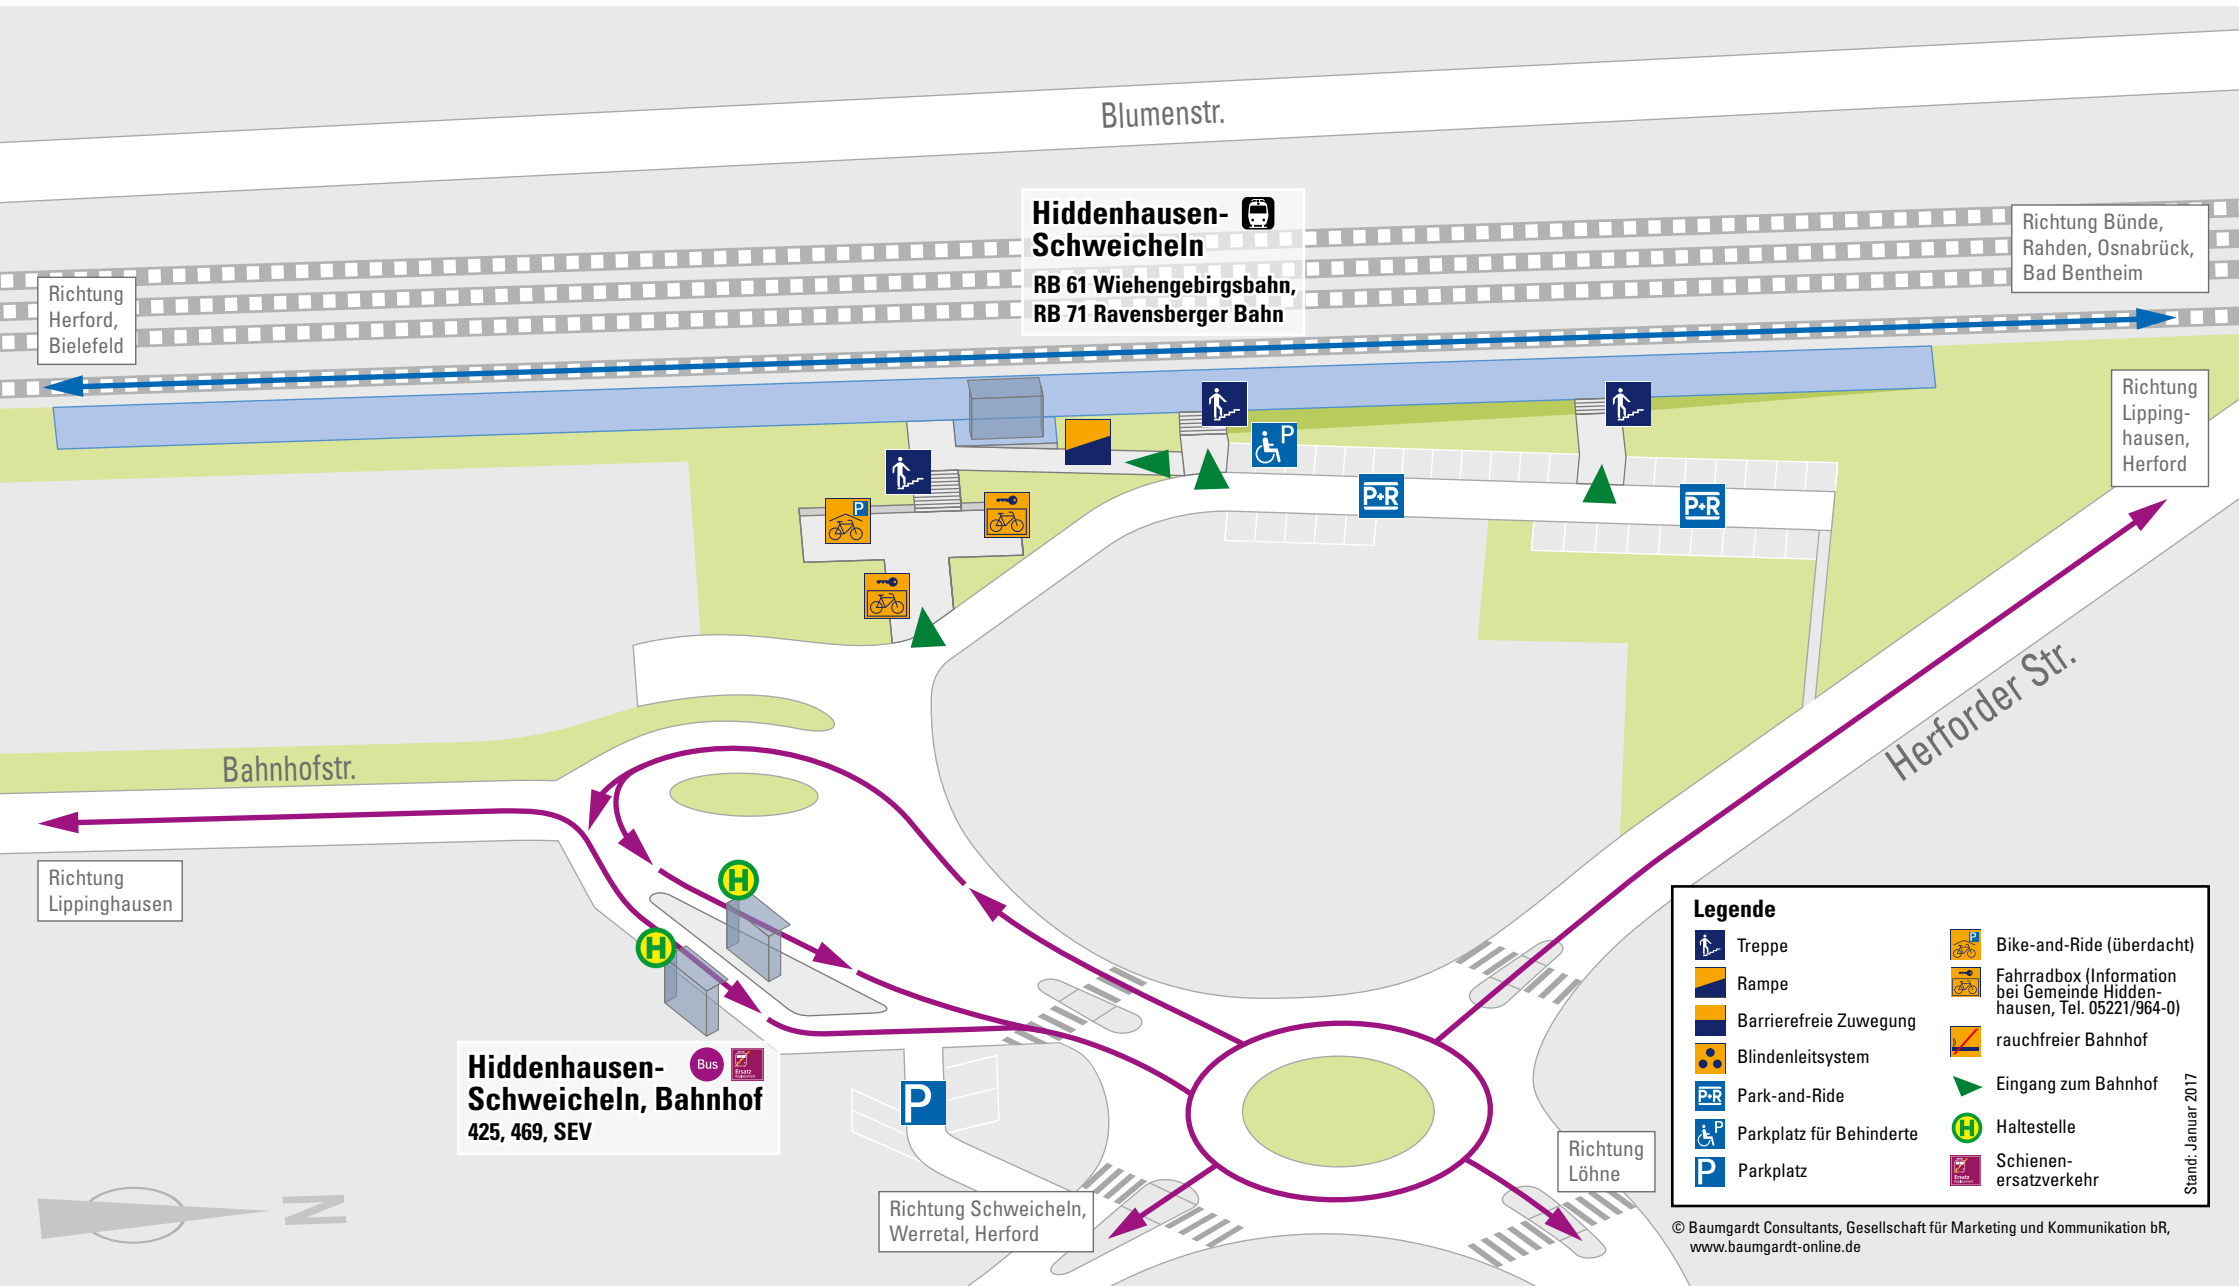 Blumenstr.
Hiddenhausen-
Schweicheln
RB 61 Wiehengebirgsbahn,
RB 71 Ravensberger Bahn
Richtung Bünde,
Rahden, Osnabrück,
Bad Bentheim
Richtung
Herford,
Bielefeld
Richtung
Lipping-
hausen,
Herford
P
P+R
P+R
P
Herforder Str.
Bahnhofstr.
Richtung
Lippinghausen
H
H
Hiddenhausen-
Schweicheln, Bahnhof
425, 469, SEV
Bus
Ersatz
P
Richtung Schweicheln,
Werretal, Herford
Richtung
Löhne
N
Legende
Treppe
Rampe
Barrierefreie Zuwegung
Blindenleitsystem
P+R Park-and-Ride
P Parkplatz für Behinderte
P Parkplatz
P Bike-and-Ride (überdacht)
Fahrradbox (Information
bei Gemeinde Hidden-
hausen, Tel. 05221/964-0)
rauchfreier Bahnhof
Eingang zum Bahnhof
H Haltestelle
Ersatz Schienen-
ersatzverkehr
Stand: Januar 2017
© Baumgardt Consultants, Gesellschaft für Marketing und Kommunikation bR,
www.baumgardt-online.de